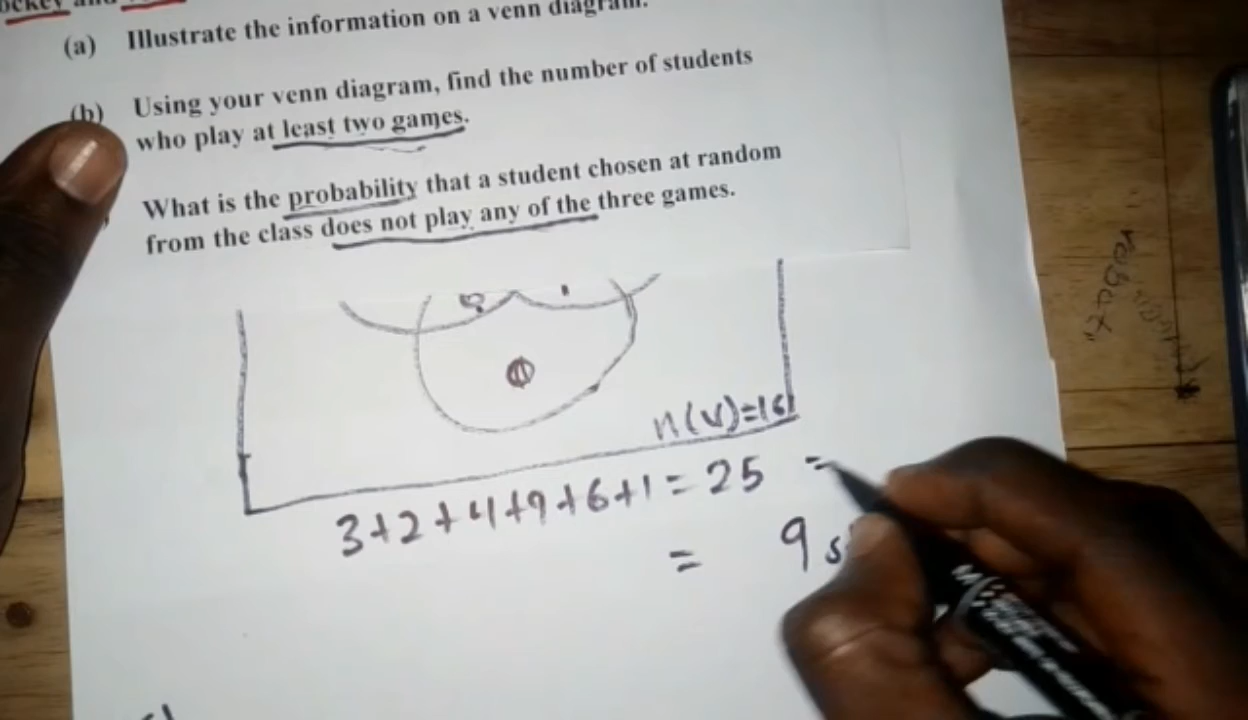 (a) Illustrate the information on a venn diagram.
(b) Using your venn diagram, find the number of students
who play at least two games.
What is the probability that a student chosen at random
from the class does not play any of the three games.
n(V)=161
3+2+4+9+6+1=25 =
= 9 s